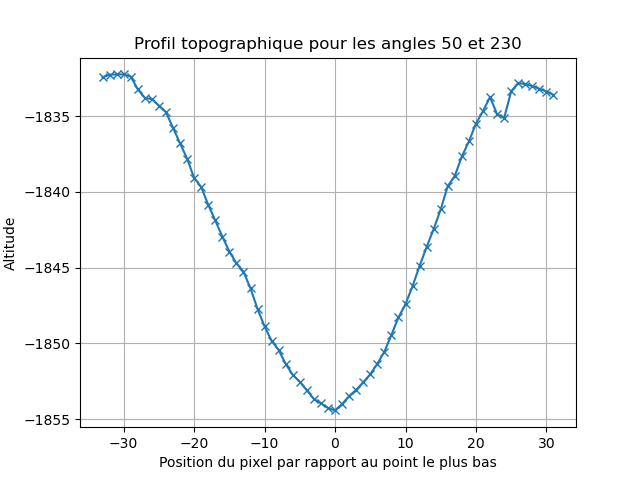 Profil topographique pour les angles 50 et 230
−1835
−1840
−1845
−1850
−1855
Altitude
−30 −20 −10 0 10 20 30
Position du pixel par rapport au point le plus bas